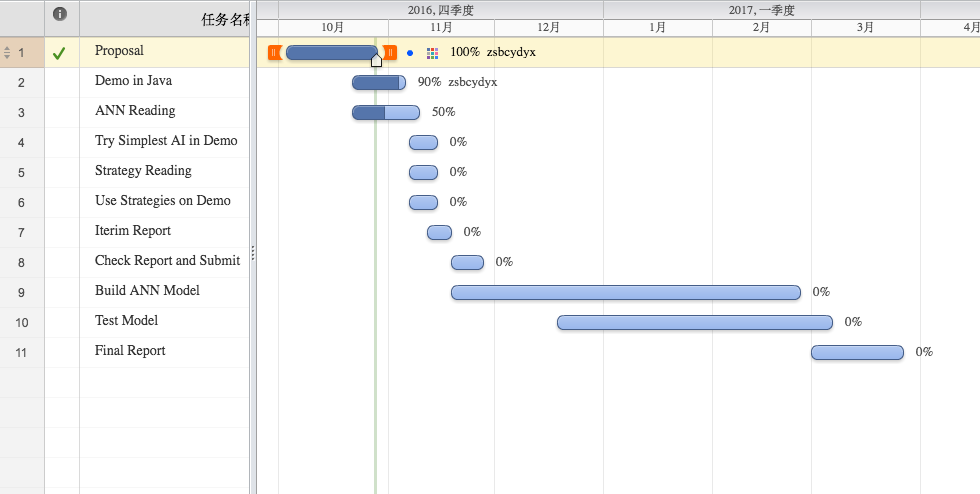 2016, 四季度
2017, 一季度
任务名称
10月
11月
12月
1月
2月
3月
4月
1 Proposal 100% zsbcydyx
2 Demo in Java 90% zsbcydyx
3 ANN Reading 50%
4 Try Simplest AI in Demo 0%
5 Strategy Reading 0%
6 Use Strategies on Demo 0%
7 Iterim Report 0%
8 Check Report and Submit 0%
9 Build ANN Model 0%
10 Test Model 0%
11 Final Report 0%